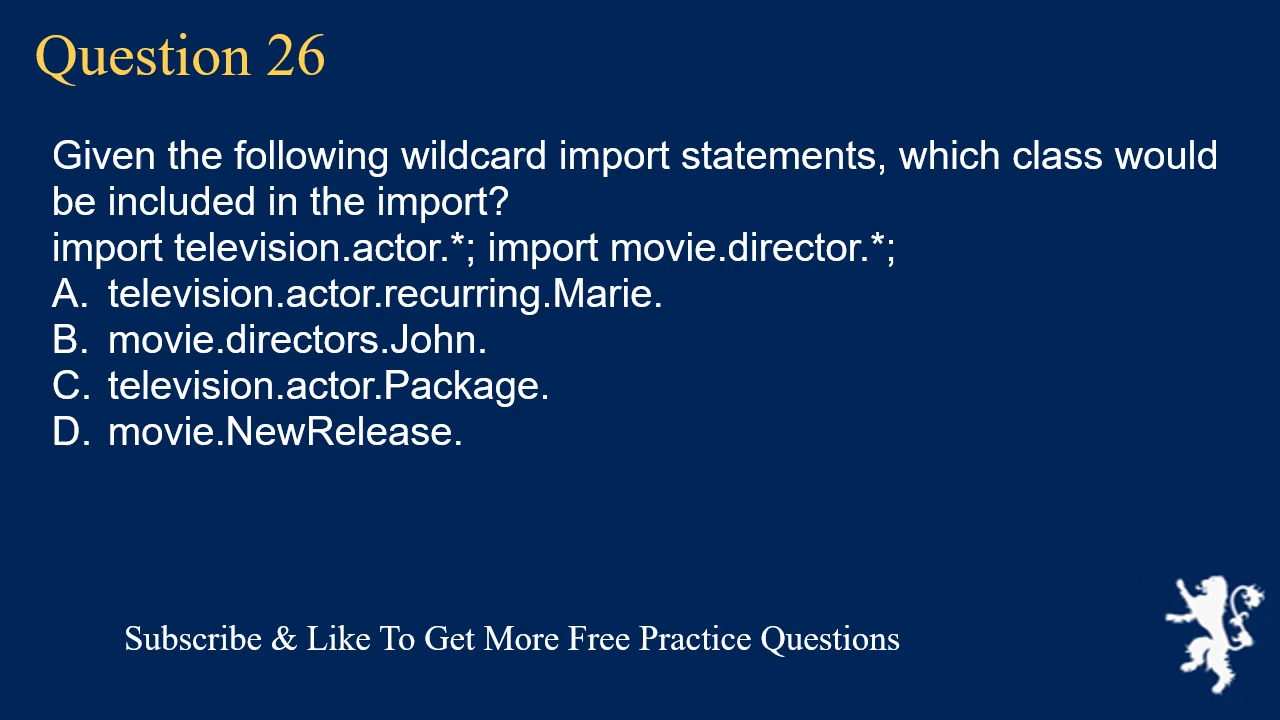 Question 26
Given the following wildcard import statements, which class would
be included in the import?
import television.actor.*; import movie.director.*;
A. television.actor.recurring.Marie.
B. movie.directors.John.
C. television.actor.Package.
D. movie.NewRelease.
Subscribe & Like To Get More Free Practice Questions